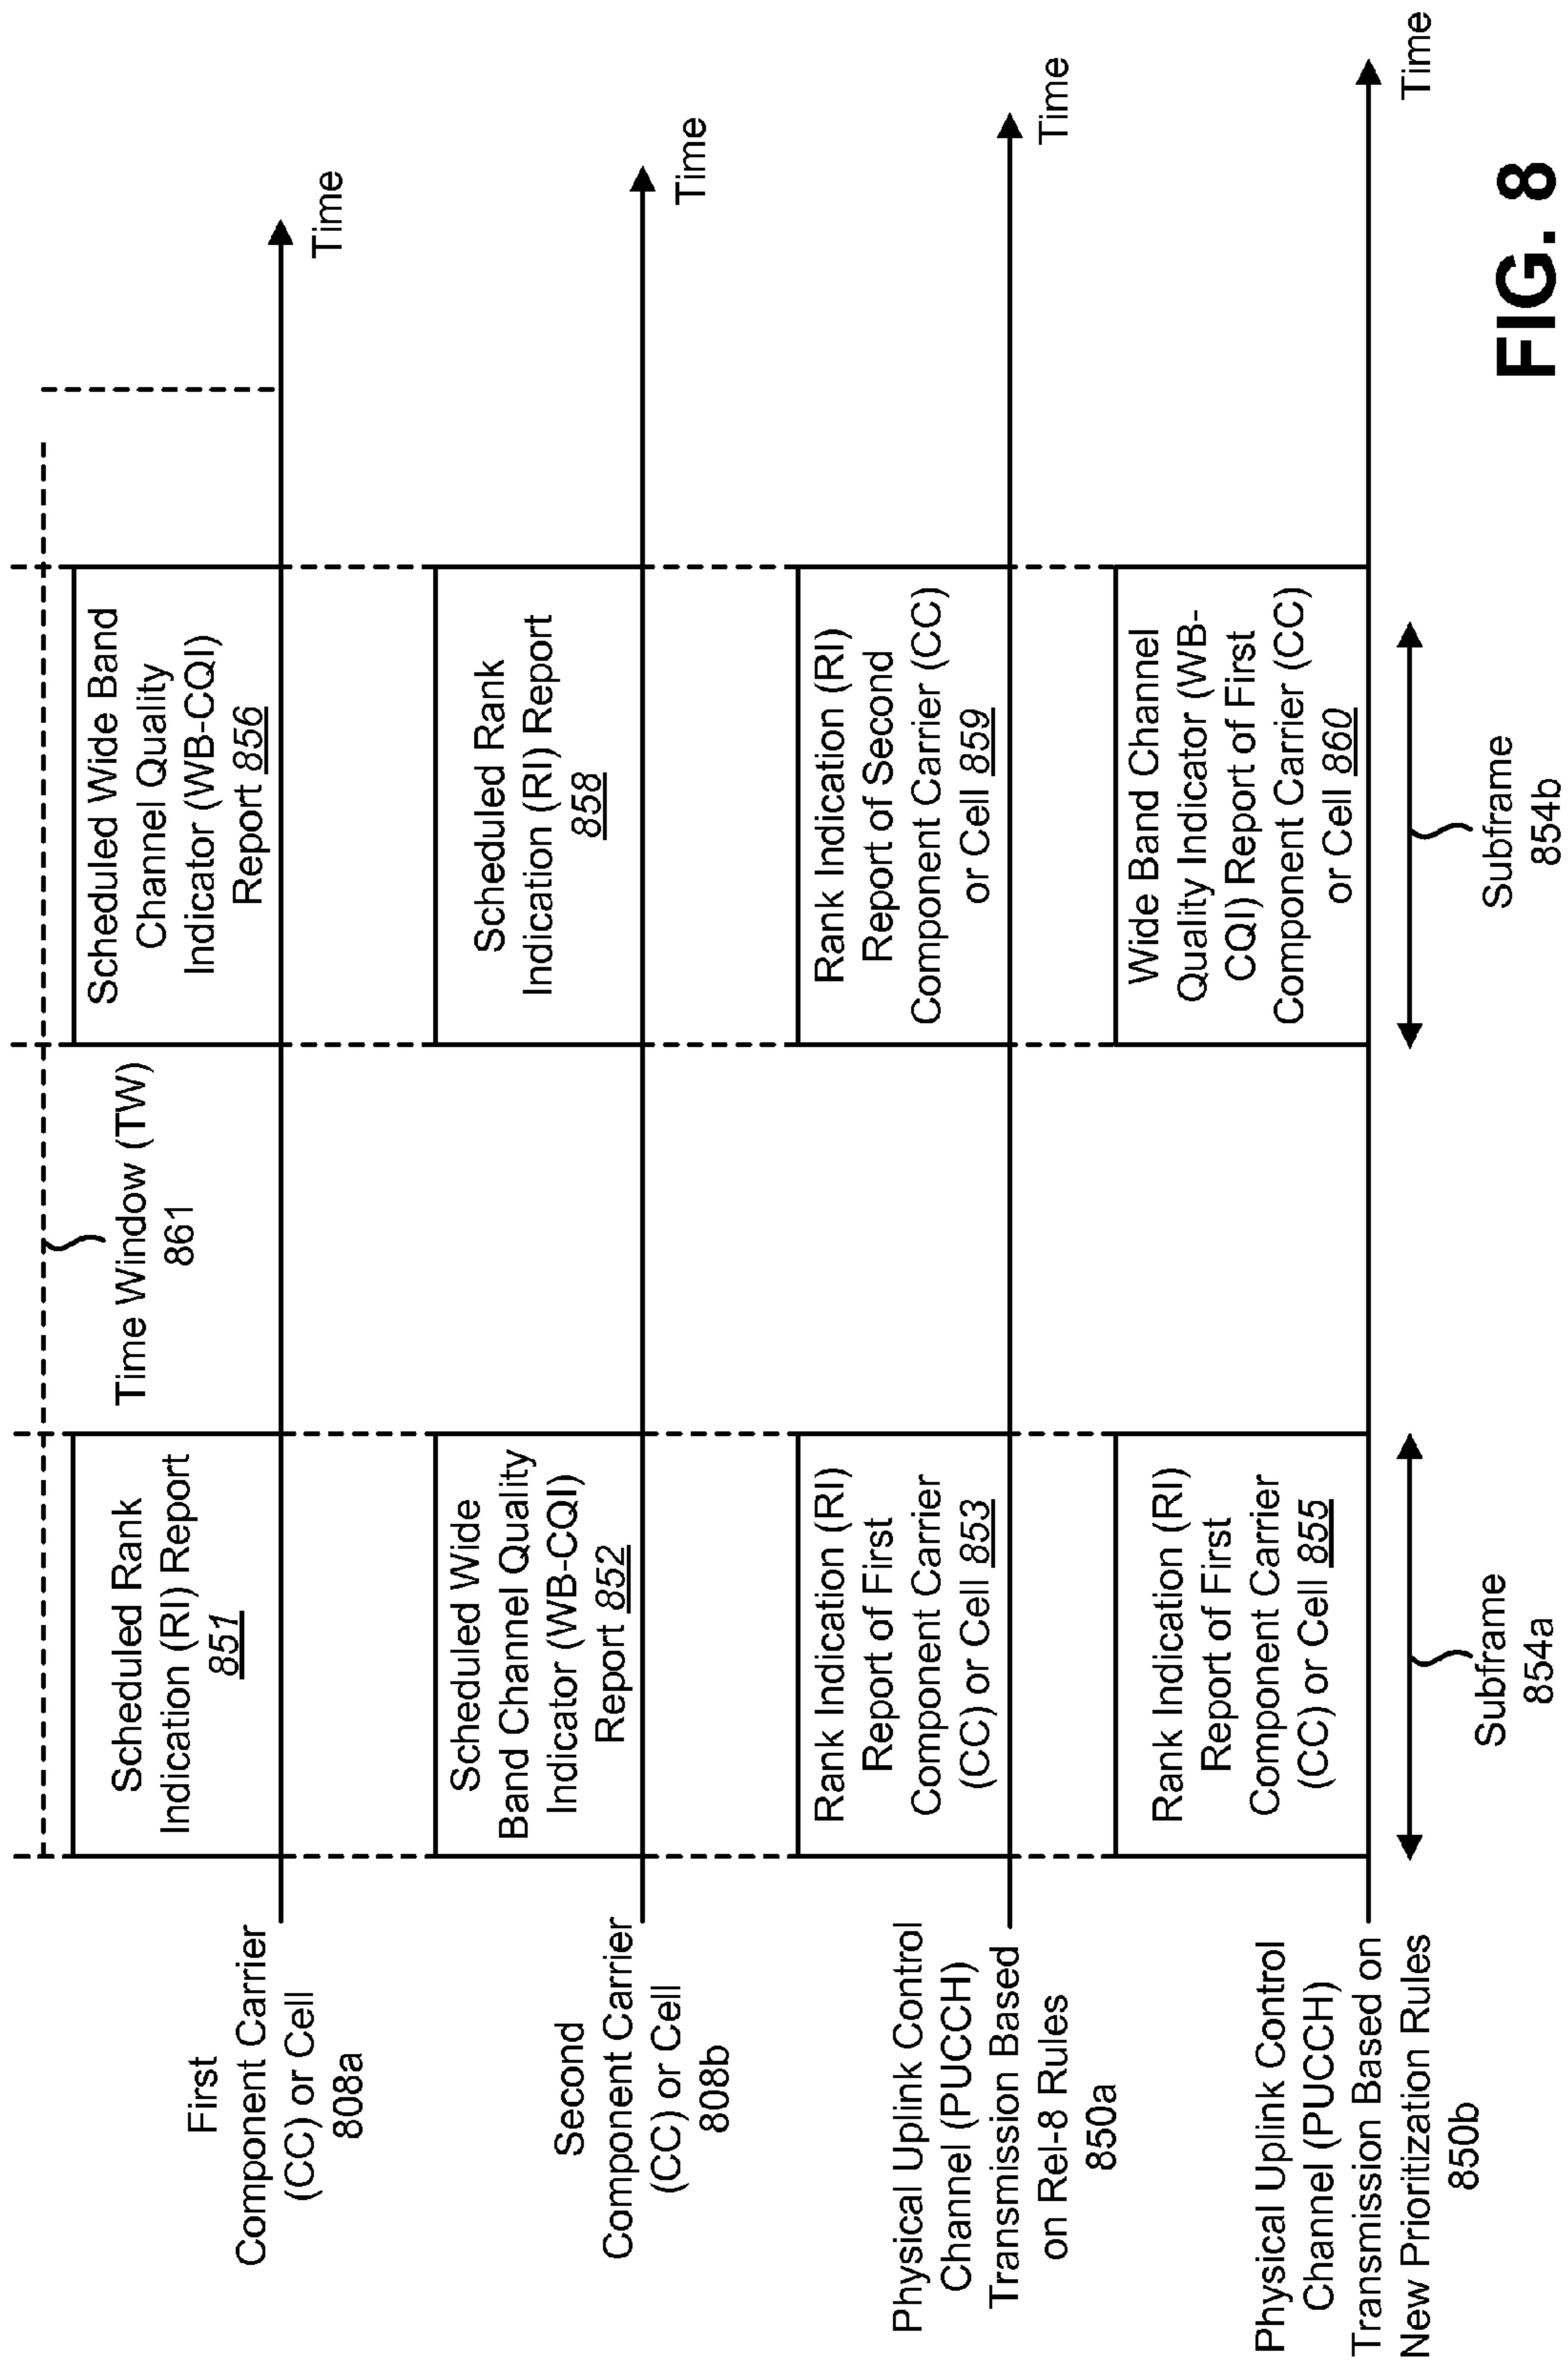 Time Window (TW)
861
First
Component Carrier
(CC) or Cell
808a
Scheduled Rank
Indication (RI) Report
851
Scheduled Wide Band
Channel Quality
Indicator (WB-CQI)
Report 856
Time
Second
Component Carrier
(CC) or Cell
808b
Scheduled Wide
Band Channel Quality
Indicator (WB-CQI)
Report 852
Scheduled Rank
Indication (RI) Report
858
Time
Physical Uplink Control
Channel (PUCCH)
Transmission Based
on Rel-8 Rules
850a
Rank Indication (RI)
Report of First
Component Carrier
(CC) or Cell 853
Rank Indication (RI)
Report of Second
Component Carrier (CC)
or Cell 859
Time
Physical Uplink Control
Channel (PUCCH)
Transmission Based on
New Prioritization Rules
850b
Rank Indication (RI)
Report of First
Component Carrier
(CC) or Cell 855
Wide Band Channel
Quality Indicator (WB-
CQI) Report of First
Component Carrier (CC)
or Cell 860
Time
Subframe
854a
Subframe
854b
FIG. 8